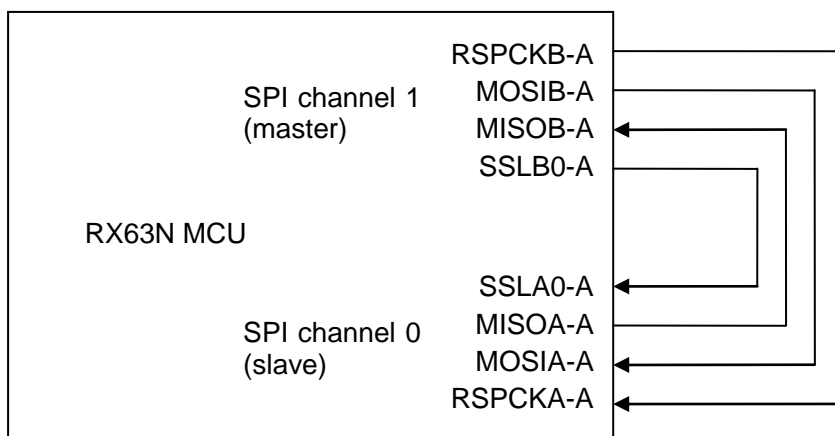 RSPCKB-A
SPI channel 1
(master)
MOSIB-A
MISOB-A
SSLB0-A
RX63N MCU
SSLA0-A
SPI channel 0
(slave)
MISOA-A
MOSIA-A
RSPCKA-A